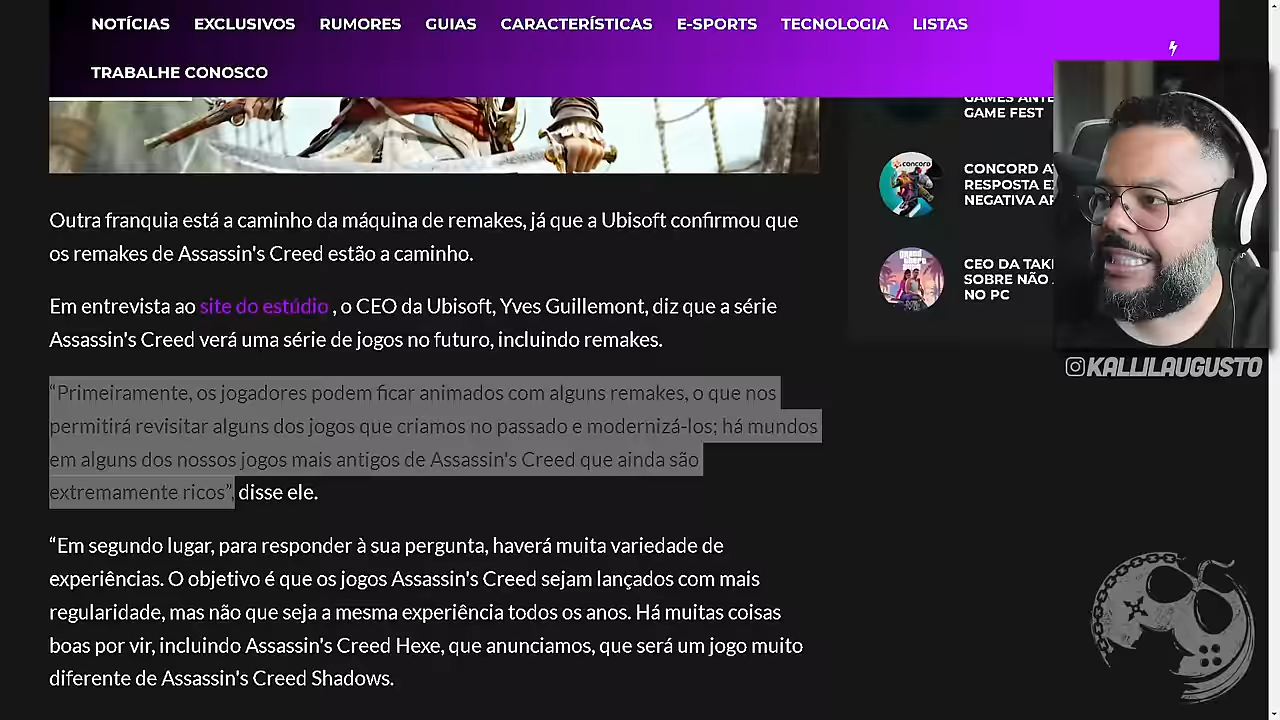 NOTÍCIAS EXCLUSIVOS RUMORES GUIAS CARACTERÍSTICAS E-SPORTS TECNOLOGIA LISTAS
TRABALHE CONOSCO
Outra franquia está a caminho da máquina de remakes, já que a Ubisoft confirmou que
os remakes de Assassin's Creed estão a caminho.
Em entrevista ao site do estúdio , o CEO da Ubisoft, Yves Guillemont, diz que a série
Assassin's Creed verá uma série de jogos no futuro, incluindo remakes.
“Primeiramente, os jogadores podem ficar animados com alguns remakes, o que nos
permitirá revisitar alguns dos jogos que criamos no passado e modernizá-los; há mundos
em alguns dos nossos jogos mais antigos de Assassin's Creed que ainda são
extremamente ricos”, disse ele.
“Em segundo lugar, para responder à sua pergunta, haverá muita variedade de
experiências. O objetivo é que os jogos Assassin's Creed sejam lançados com mais
regularidade, mas não que seja a mesma experiência todos os anos. Há muitas coisas
boas por vir, incluindo Assassin's Creed Hexe, que anunciamos, que será um jogo muito
diferente de Assassin's Creed Shadows.
GAMES
GAME FEST
CONCORD
CONCORD
RESPOSTA
NEGATIVA
CEO DA
SOBRE NÃO
NO PC
KALLILAUGUSTO